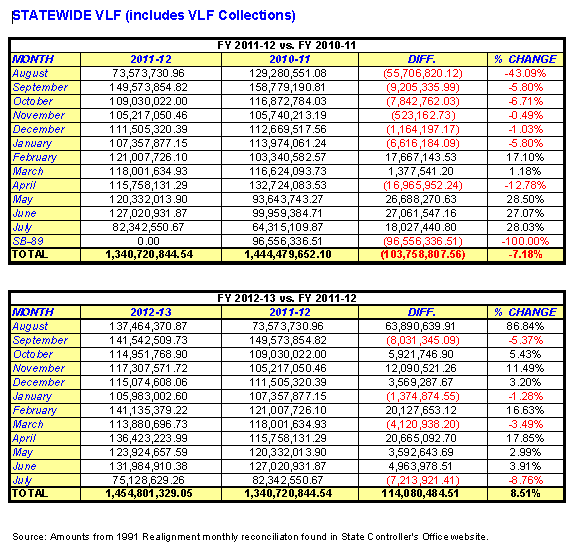 STATEWIDE VLF (includes VLF Collections)
FY 2011-12 vs. FY 2010-11
MONTH 2011-12 2010-11 DIFF. % CHANGE
August 73,573,730.96 129,280,551.08 (55,706,820.12) -43.09%
September 149,573,854.82 158,779,190.81 (9,205,335.99) -5.80%
October 109,030,022.00 116,872,784.03 (7,842,762.03) -6.71%
November 105,217,050.46 105,740,213.19 (523,162.73) -0.49%
December 111,505,320.39 112,669,517.56 (1,164,197.17) -1.03%
January 107,357,877.15 113,974,061.24 (6,616,184.09) -5.80%
February 121,007,726.10 103,340,582.57 17,667,143.53 17.10%
March 118,001,634.93 116,624,093.73 1,377,541.20 1.18%
April 115,758,131.29 132,724,083.53 (16,965,952.24) -12.78%
May 120,332,013.90 93,643,743.27 26,688,270.63 28.50%
June 127,020,931.87 99,959,384.71 27,061,547.16 27.07%
July 82,342,550.67 64,315,109.87 18,027,440.80 28.03%
SB-89 0.00 96,556,336.51 (96,556,336.51) -100.00%
TOTAL 1,340,720,844.54 1,444,479,652.10 (103,758,807.56) -7.18%
FY 2012-13 vs. FY 2011-12
MONTH 2012-13 2011-12 DIFF. % CHANGE
August 137,464,370.87 73,573,730.96 63,890,639.91 86.84%
September 141,542,509.73 149,573,854.82 (8,031,345.09) -5.37%
October 114,951,768.90 109,030,022.00 5,921,746.90 5.43%
November 117,307,571.72 105,217,050.46 12,090,521.26 11.49%
December 115,074,608.06 111,505,320.39 3,569,287.67 3.20%
January 105,983,002.60 107,357,877.15 (1,374,874.55) -1.28%
February 141,135,379.22 121,007,726.10 20,127,653.12 16.63%
March 113,880,696.73 118,001,634.93 (4,120,938.20) -3.49%
April 136,423,223.99 115,758,131.29 20,665,092.70 17.85%
May 123,924,657.59 120,332,013.90 3,592,643.69 2.99%
June 131,984,910.38 127,020,931.87 4,963,978.51 3.91%
July 75,128,629.26 82,342,550.67 (7,213,921.41) -8.76%
TOTAL 1,454,801,329.05 1,340,720,844.54 114,080,484.51 8.51%
Source: Amounts from 1991 Realignment monthly reconciliaton found in State Controller's Office website.